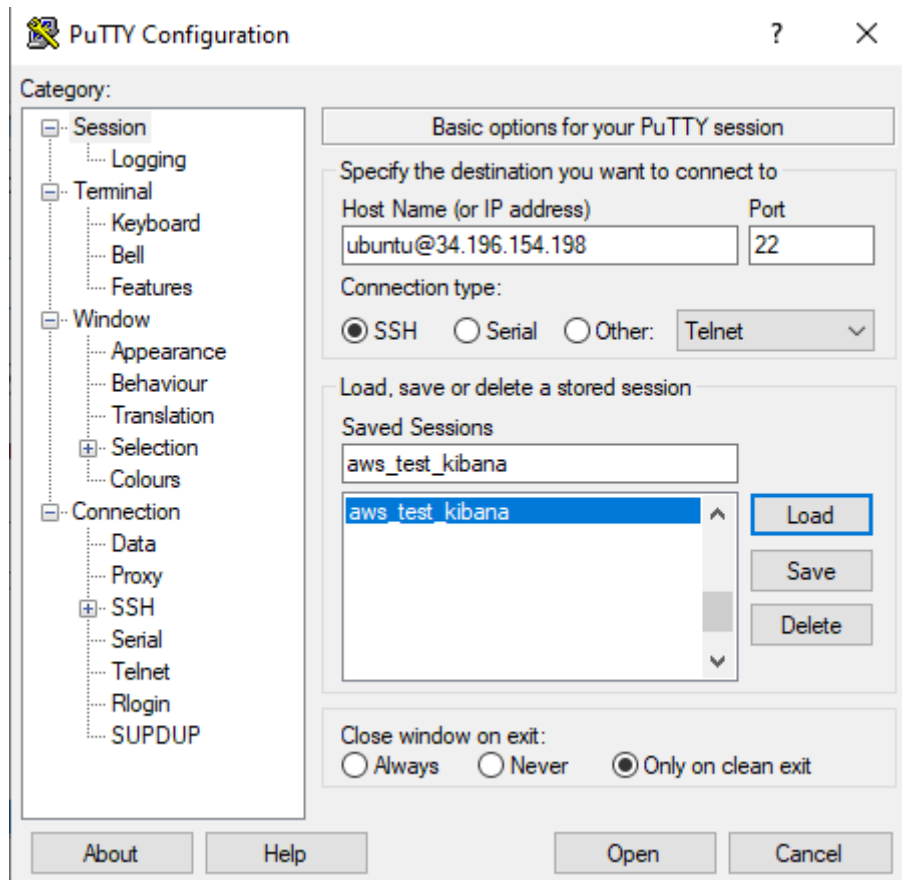 PuTTY Configuration
?
Category:
Session
Logging
Terminal
Keyboard
Bell
Features
Window
Appearance
Behaviour
Translation
Selection
Colours
Connection
Data
Proxy
SSH
Serial
Telnet
Rlogin
SUPDUP
Basic options for your PuTTY session
Specify the destination you want to connect to
Host Name (or IP address) Port
ubuntu@34.196.154.198 22
Connection type:
SSH Serial Other: Telnet
Load, save or delete a stored session
Saved Sessions
aws_test_kibana
aws_test_kibana
Load
Save
Delete
Close window on exit:
Always Never Only on clean exit
About Help Open Cancel